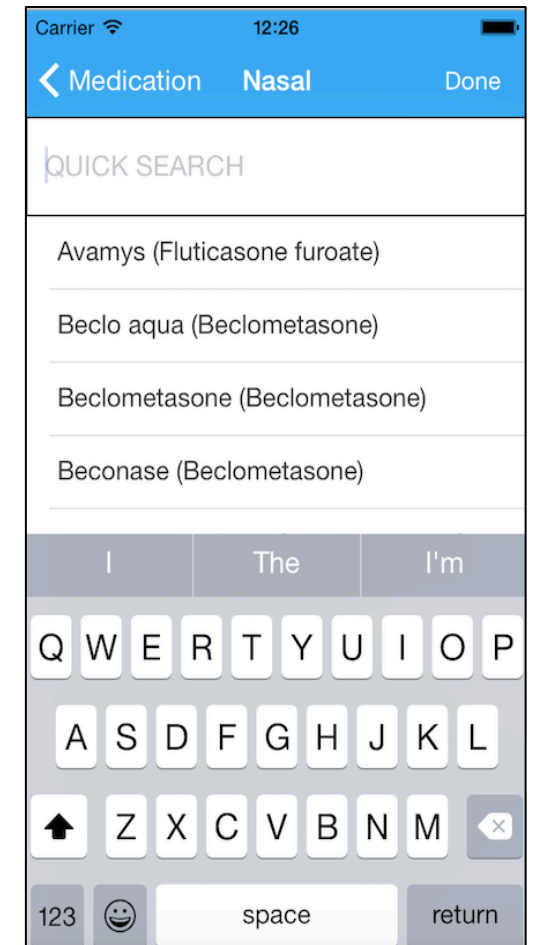 Carrier 12:26
Medication Nasal Done
QUICK SEARCH
Avamys (Fluticasone furoate)
Beclo aqua (Beclometasone)
Beclometasone (Beclometasone)
Beconase (Beclometasone)
I The I'm
Q W E R T Y U I O P
A S D F G H J K L
Z X C V B N M
123 space return